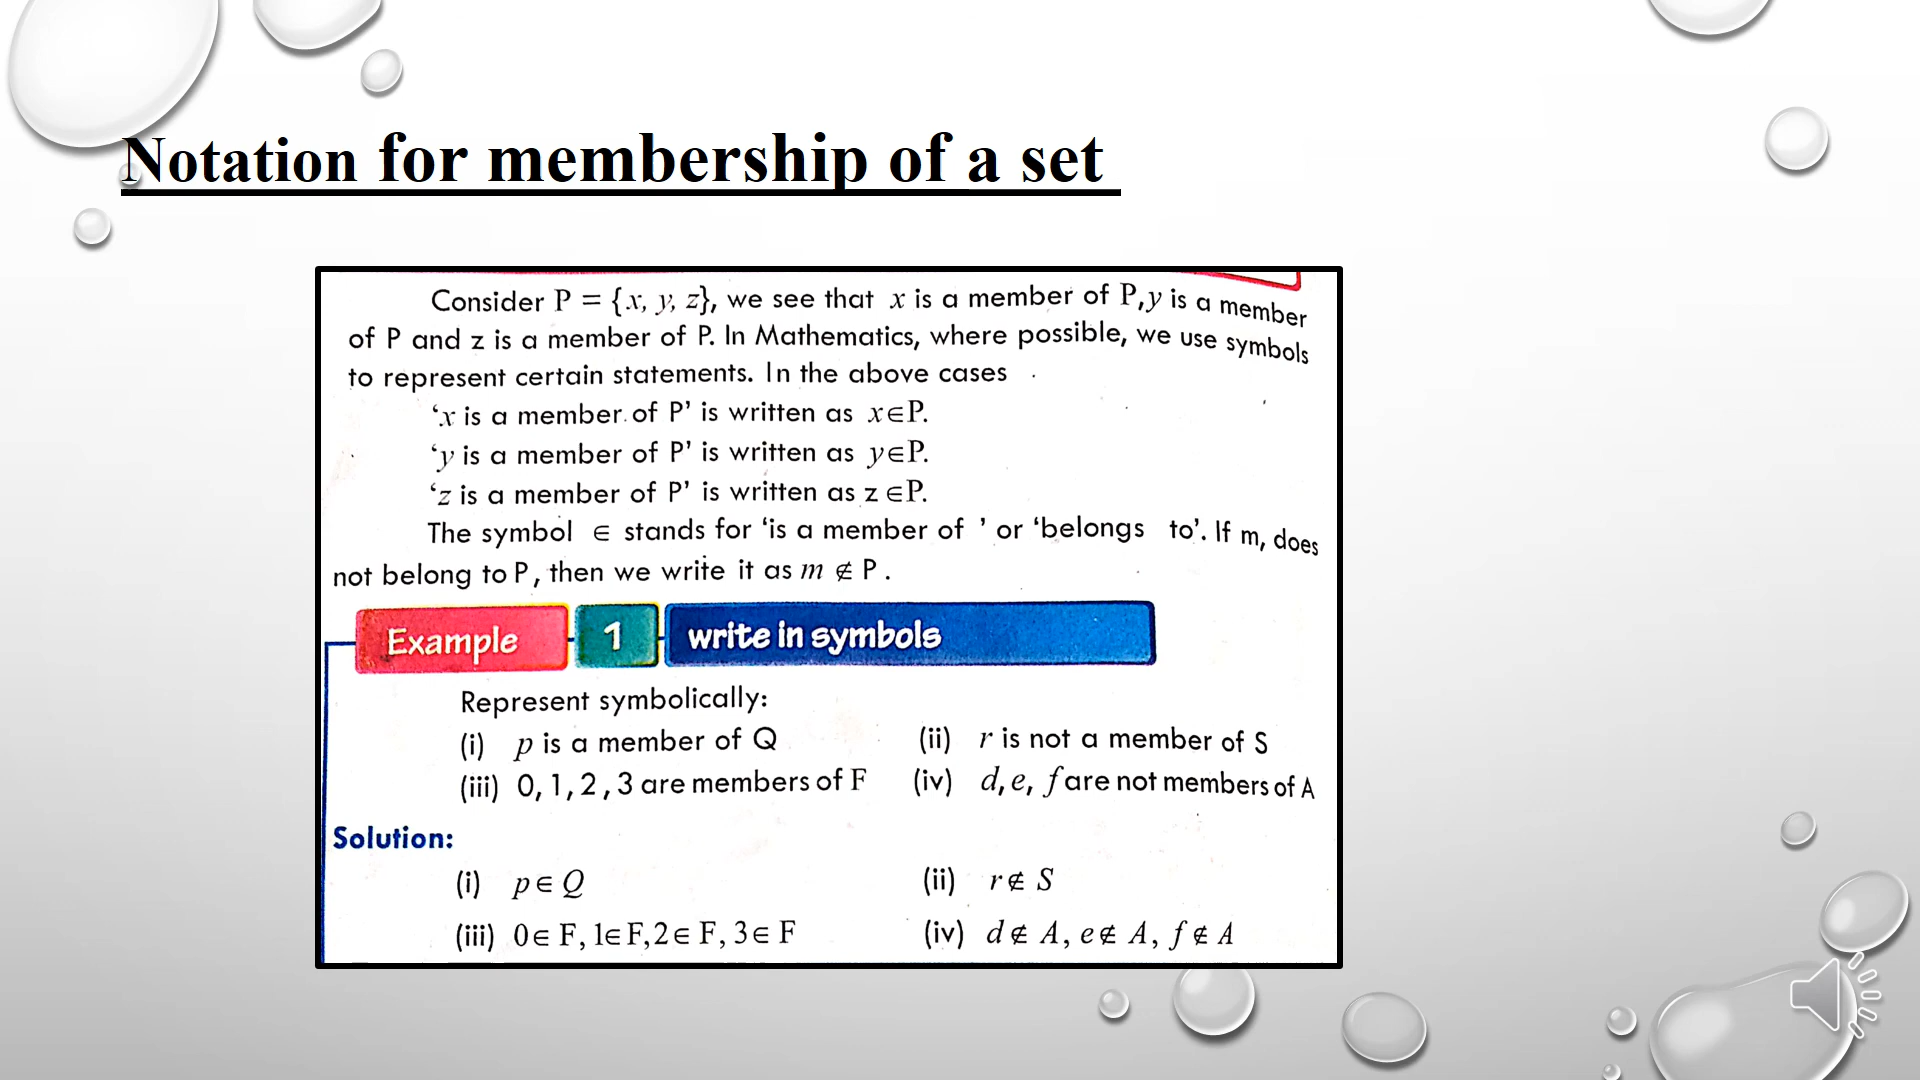 Notation for membership of a set
Consider P = {x, y, z}, we see that x is a member of P, y is a member
of P and z is a member of P. In Mathematics, where possible, we use symbols
to represent certain statements. In the above cases
‘x is a member of P’ is written as x∈P.
‘y is a member of P’ is written as y∈P.
‘z is a member of P’ is written as z ∈P.
The symbol ∈ stands for ‘is a member of ’ or ‘belongs to’. If m, does
not belong to P, then we write it as m ∉ P.
Example 1 write in symbols
Represent symbolically:
(i) p is a member of Q (ii) r is not a member of S
(iii) 0, 1, 2, 3 are members of F (iv) d, e, f are not members of A
Solution:
(i) p∈ Q (ii) r∉ S
(iii) 0∈ F, 1∈F, 2∈ F, 3∈ F (iv) d∉ A, e∉ A, f∉ A